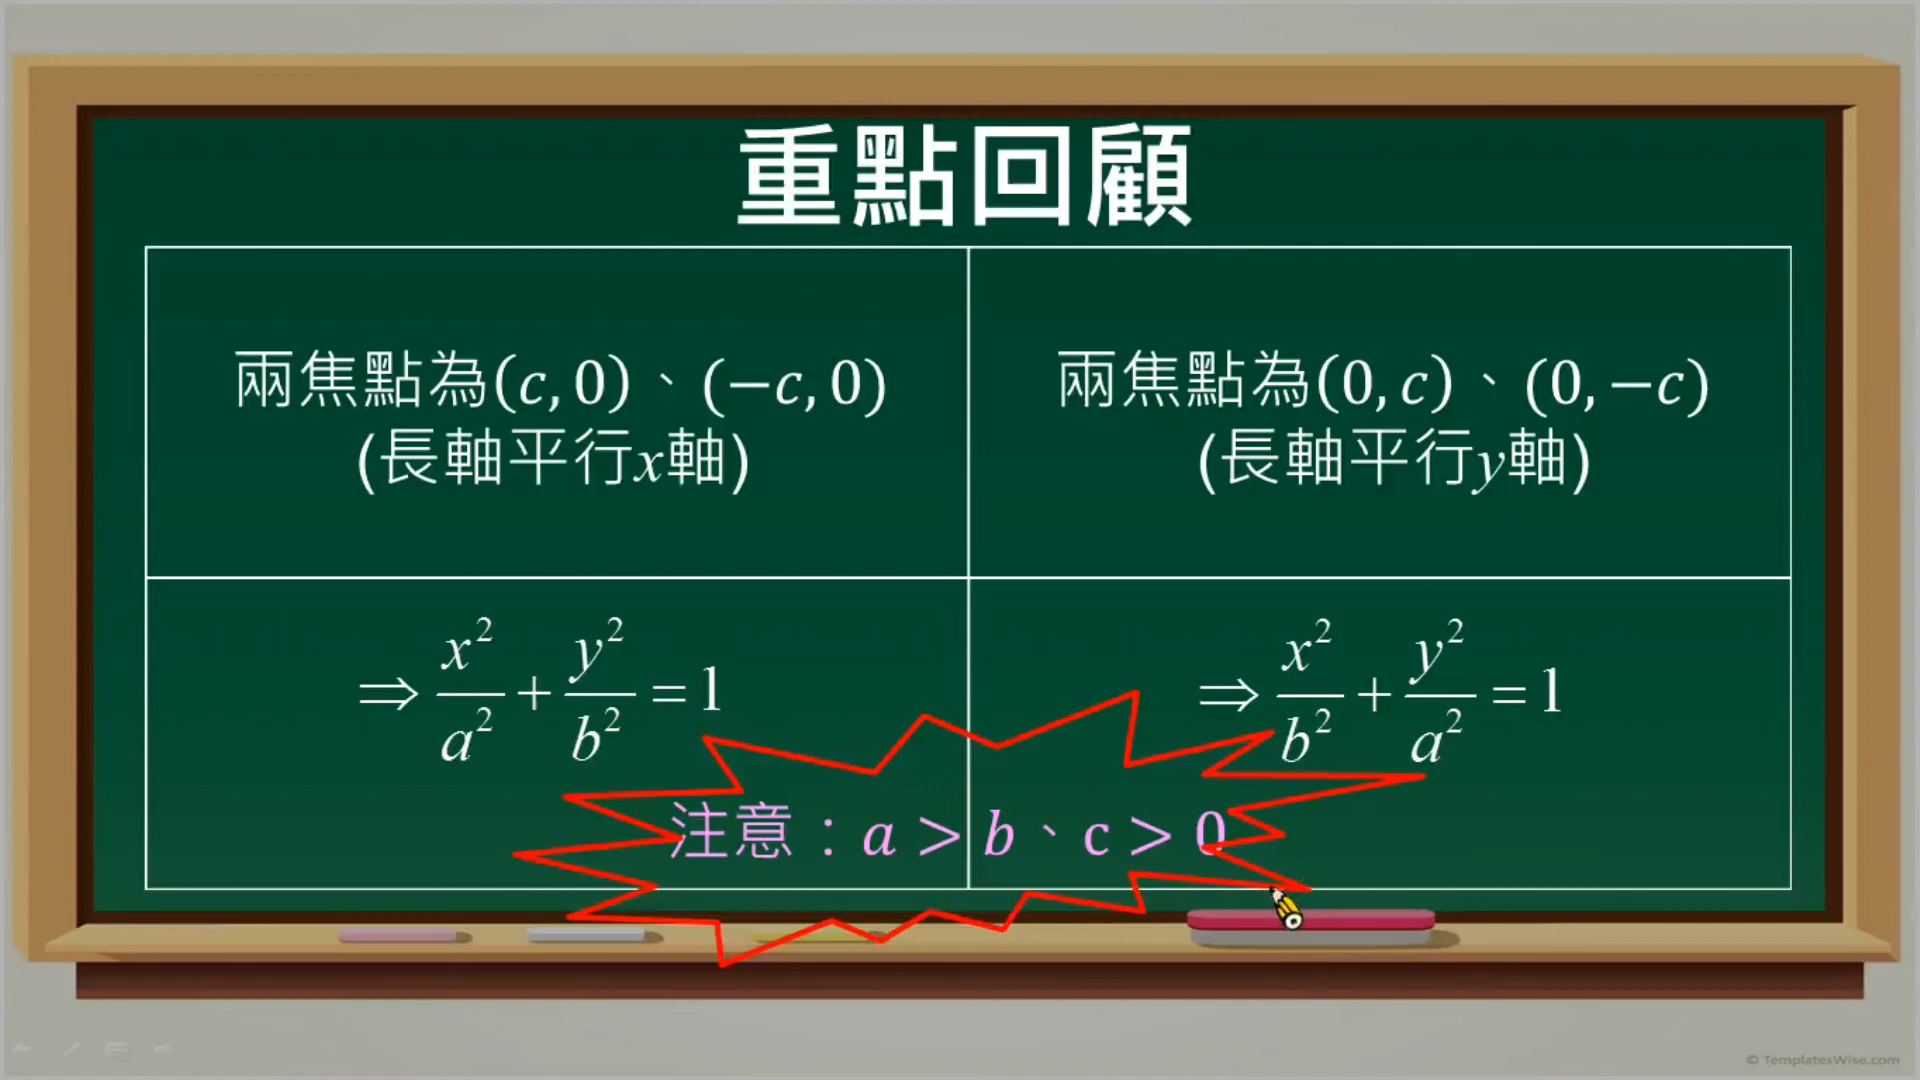 重點回顧
兩焦點為(c, 0)、(−c, 0)
(長軸平行x軸)
兩焦點為(0, c)、(0, −c)
(長軸平行y軸)
⇒ x²/a² + y²/b² = 1
⇒ x²/b² + y²/a² = 1
注意：a > b、c > 0
© TemplatesWise.com